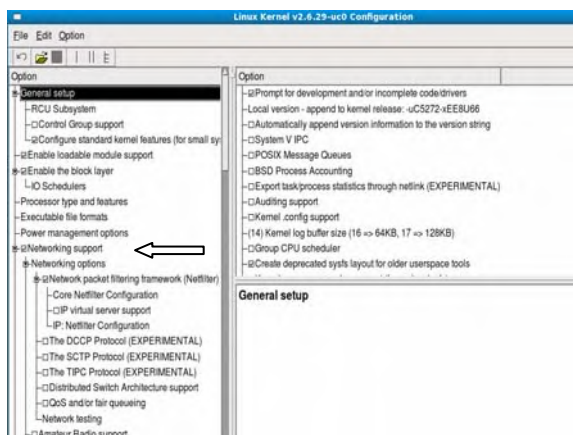 Linux Kernel v2.6.29-uc0 Configuration
File Edit Option
Option
General setup
RCU Subsystem
Control Group support
Configure standard kernel features (for small sy
Enable loadable module support
Enable the block layer
IO Schedulers
Processor type and features
Executable file formats
Power management options
Networking support
Networking options
Network packet filtering framework (Netfilter)
Core Netfilter Configuration
IP virtual server support
IP: Netfilter Configuration
The DCCP Protocol (EXPERIMENTAL)
The SCTP Protocol (EXPERIMENTAL)
The TIPC Protocol (EXPERIMENTAL)
Distributed Switch Architecture support
QoS and/or fair queueing
Network testing
Amateur Radio support
Option
Prompt for development and/or incomplete code/drivers
Local version - append to kernel release: -uC5272-xEE8U66
Automatically append version information to the version string
System V IPC
POSIX Message Queues
BSD Process Accounting
Export task/process statistics through netlink (EXPERIMENTAL)
Auditing support
Kernel .config support
(14) Kernel log buffer size (16 => 64KB, 17 => 128KB)
Group CPU scheduler
Create deprecated sysfs layout for older userspace tools
General setup